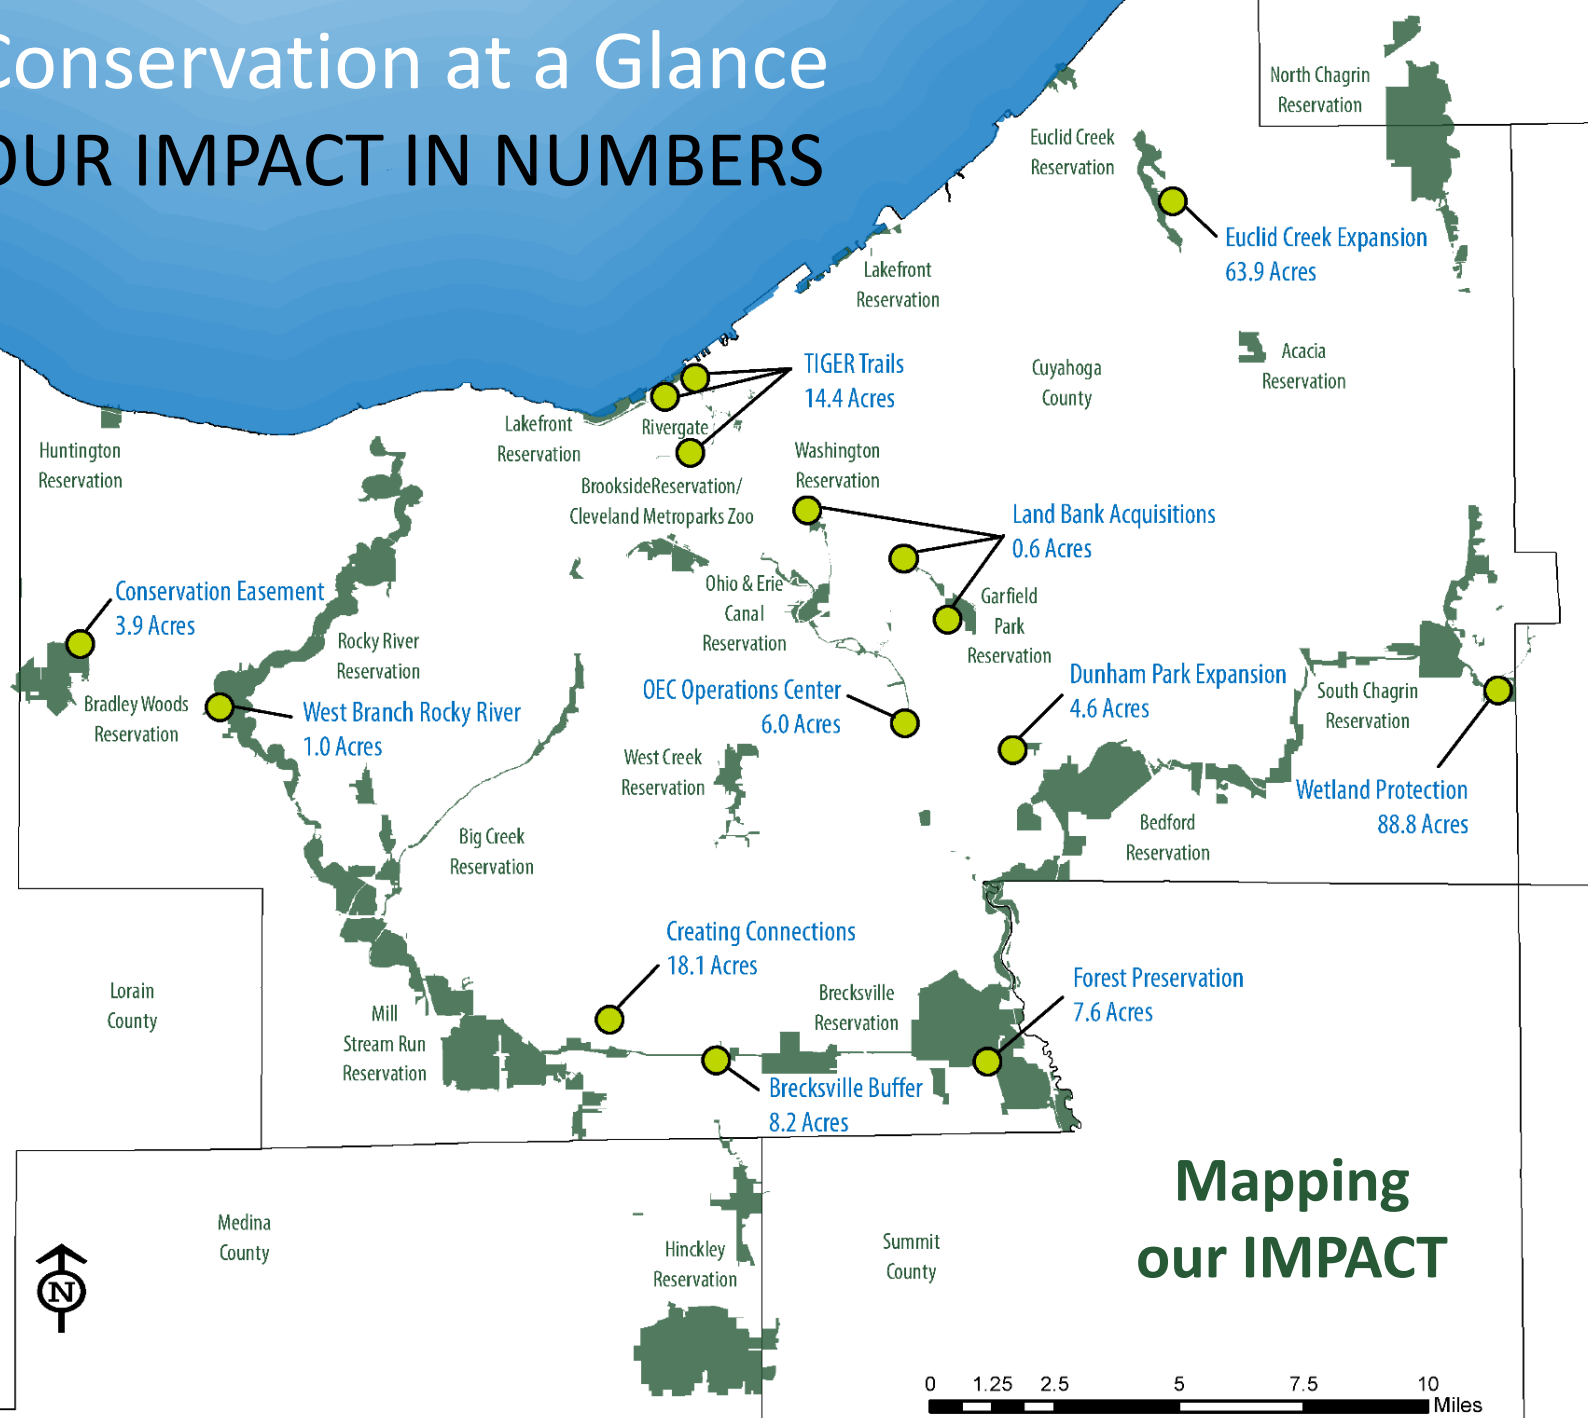 Conservation at a Glance
OUR IMPACT IN NUMBERS
North Chagrin
Reservation
Euclid Creek
Reservation
Euclid Creek Expansion
63.9 Acres
Lakefront
Reservation
Acacia
Reservation
Cuyahoga
County
TIGER Trails
14.4 Acres
Lakefront
Reservation
Rivergate
Huntington
Reservation
Washington
Reservation
BrooksideReservation/
Cleveland Metroparks Zoo
Land Bank Acquisitions
0.6 Acres
Ohio & Erie
Canal
Reservation
Garfield
Park
Reservation
Conservation Easement
3.9 Acres
Rocky River
Reservation
Bradley Woods
Reservation
West Branch Rocky River
1.0 Acres
OEC Operations Center
6.0 Acres
Dunham Park Expansion
4.6 Acres
South Chagrin
Reservation
West Creek
Reservation
Wetland Protection
88.8 Acres
Big Creek
Reservation
Bedford
Reservation
Creating Connections
18.1 Acres
Brecksville
Reservation
Forest Preservation
7.6 Acres
Lorain
County
Mill
Stream Run
Reservation
Brecksville Buffer
8.2 Acres
Mapping
our IMPACT
Medina
County
Hinckley
Reservation
Summit
County
N
0 1.25 2.5 5 7.5 10
Miles